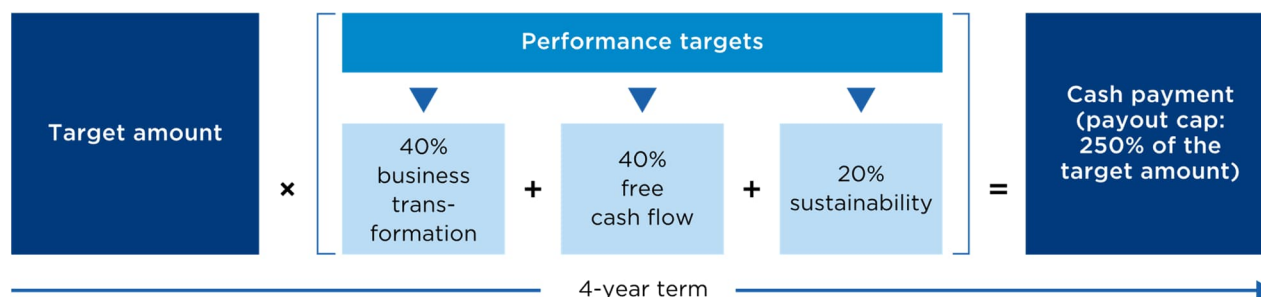 Performance targets
Target amount
×
40%
business
trans-
formation
+
40%
free
cash flow
+
20%
sustainability
=
Cash payment
(payout cap:
250% of the
target amount)
4-year term